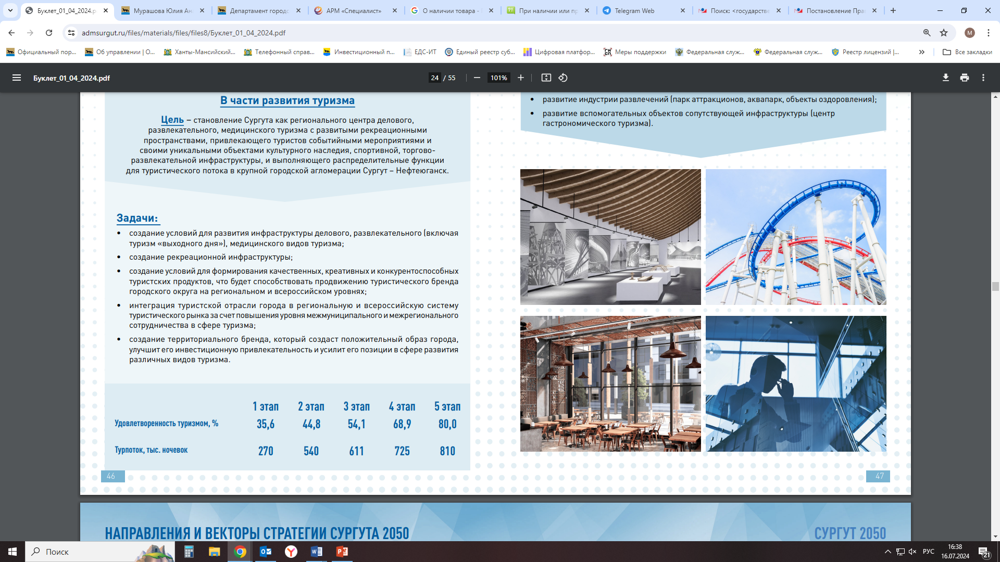 Буклет_01_04_2024.p
Мурашова Юлия Ан
Департамент городс
АРМ «Специалист»
О наличии товара -
При наличии или пр
Telegram Web
Поиск: <государстве
Постановление Пра
admsurgut.ru/files/materials/files/files8/Буклет_01_04_2024.pdf
М
Официальный пор...
Об управлении | О...
Ханты-Мансийский...
Телефонный справ...
Инвестиционный п...
ЕДС-ИТ
Единый реестр суб...
Цифровая платфор...
Меры поддержки
Федеральная служ...
Федеральная служ...
Реестр лицензий |...
Все закладки
Буклет_01_04_2024.pdf
24 / 55
101%
В части развития туризма
Цель – становление Сургута как регионального центра делового,
развлекательного, медицинского туризма с развитыми рекреационными
пространствами, привлекающего туристов событийными мероприятиями и
своими уникальными объектами культурного наследия, спортивной, торгово-
развлекательной инфраструктуры, и выполняющего распределительные функции
для туристического потока в крупной городской агломерации Сургут – Нефтеюганск.
Задачи:
• создание условий для развития инфраструктуры делового, развлекательного (включая
туризм «выходного дня»), медицинского видов туризма;
• создание рекреационной инфраструктуры;
• создание условий для формирования качественных, креативных и конкурентоспособных
туристских продуктов, что будет способствовать продвижению туристического бренда
городского округа на региональном и всероссийском уровнях;
• интеграция туристской отрасли города в региональную и всероссийскую систему
туристического рынка за счет повышения уровня межмуниципального и межрегионального
сотрудничества в сфере туризма;
• создание территориального бренда, который создаст положительный образ города,
улучшит его инвестиционную привлекательность и усилит его позиции в сфере развития
различных видов туризма.
1 этап 2 этап 3 этап 4 этап 5 этап
Удовлетворенность туризмом, % 35,6 44,8 54,1 68,9 80,0
Турпоток, тыс. ночевок 270 540 611 725 810
46
• развитие индустрии развлечений (парк аттракционов, аквапарк, объекты оздоровления);
• развитие вспомогательных объектов сопутствующей инфраструктуры (центр
гастрономического туризма).
47
НАПРАВЛЕНИЯ И ВЕКТОРЫ СТРАТЕГИИ СУРГУТА 2050
СУРГУТ 2050
Поиск
РУС
16:38
16.07.2024
21